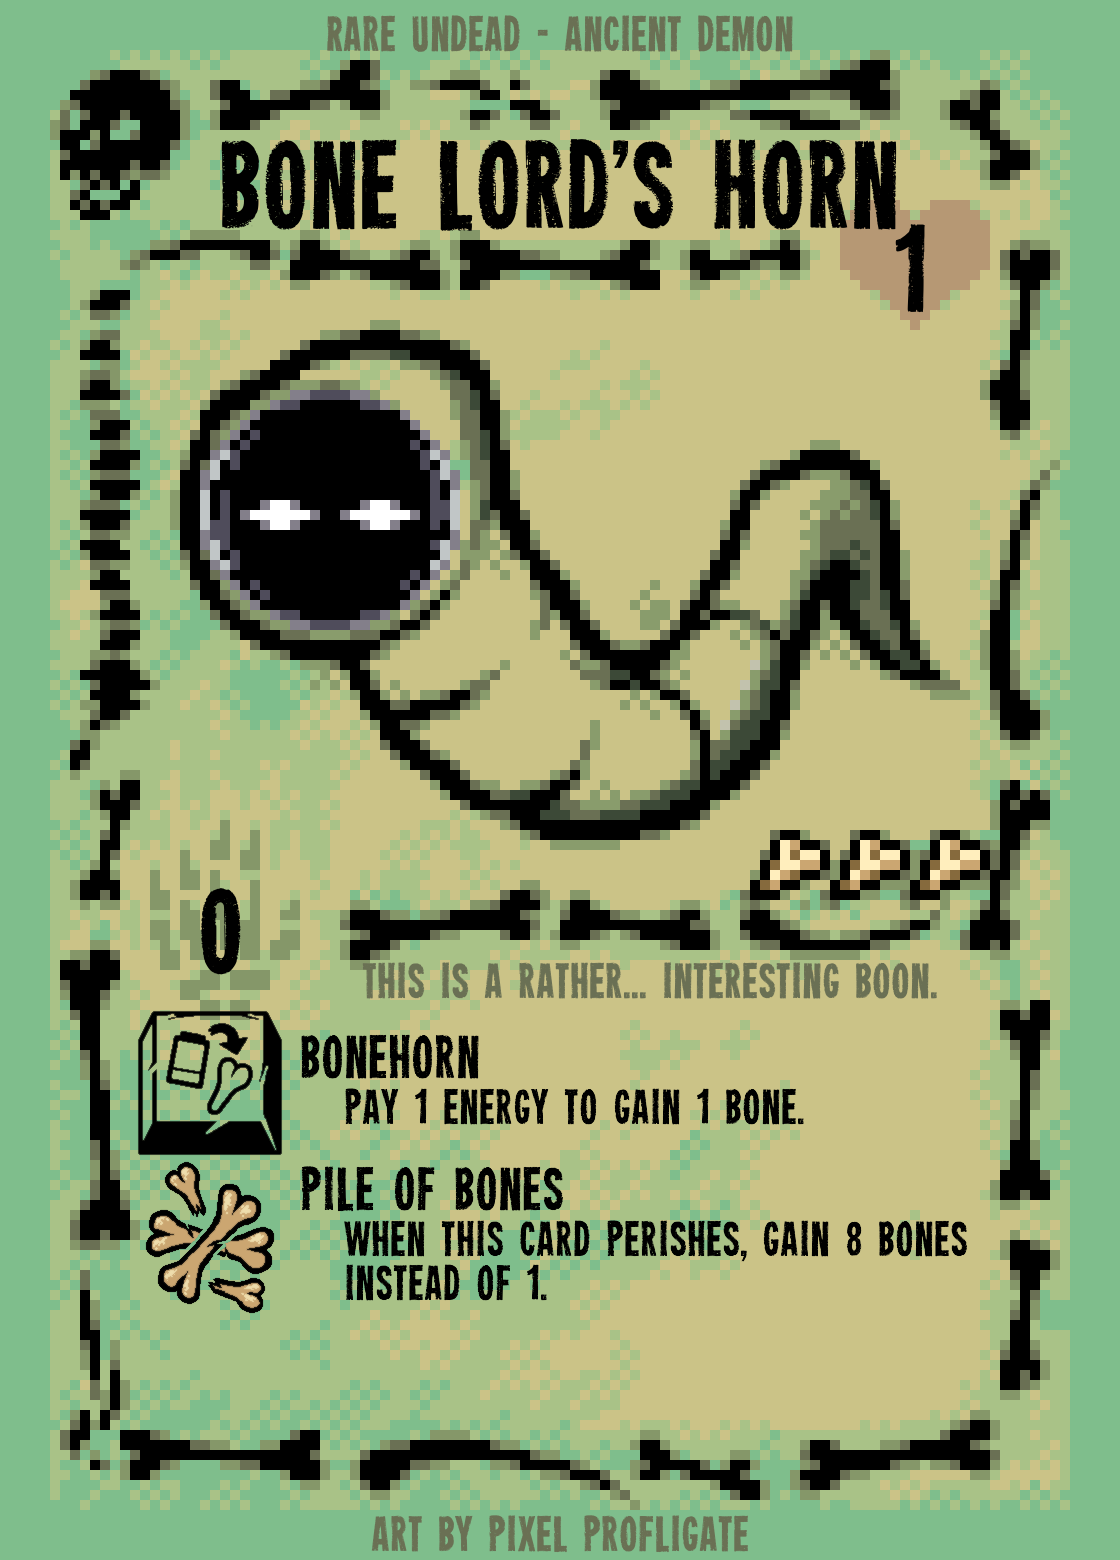 RARE UNDEAD - ANCIENT DEMON
BONE LORD'S HORN
1
0
THIS IS A RATHER... INTERESTING BOON.
BONEHORN
PAY 1 ENERGY TO GAIN 1 BONE.
PILE OF BONES
WHEN THIS CARD PERISHES, GAIN 8 BONES
INSTEAD OF 1.
ART BY PIXEL PROFLIGATE